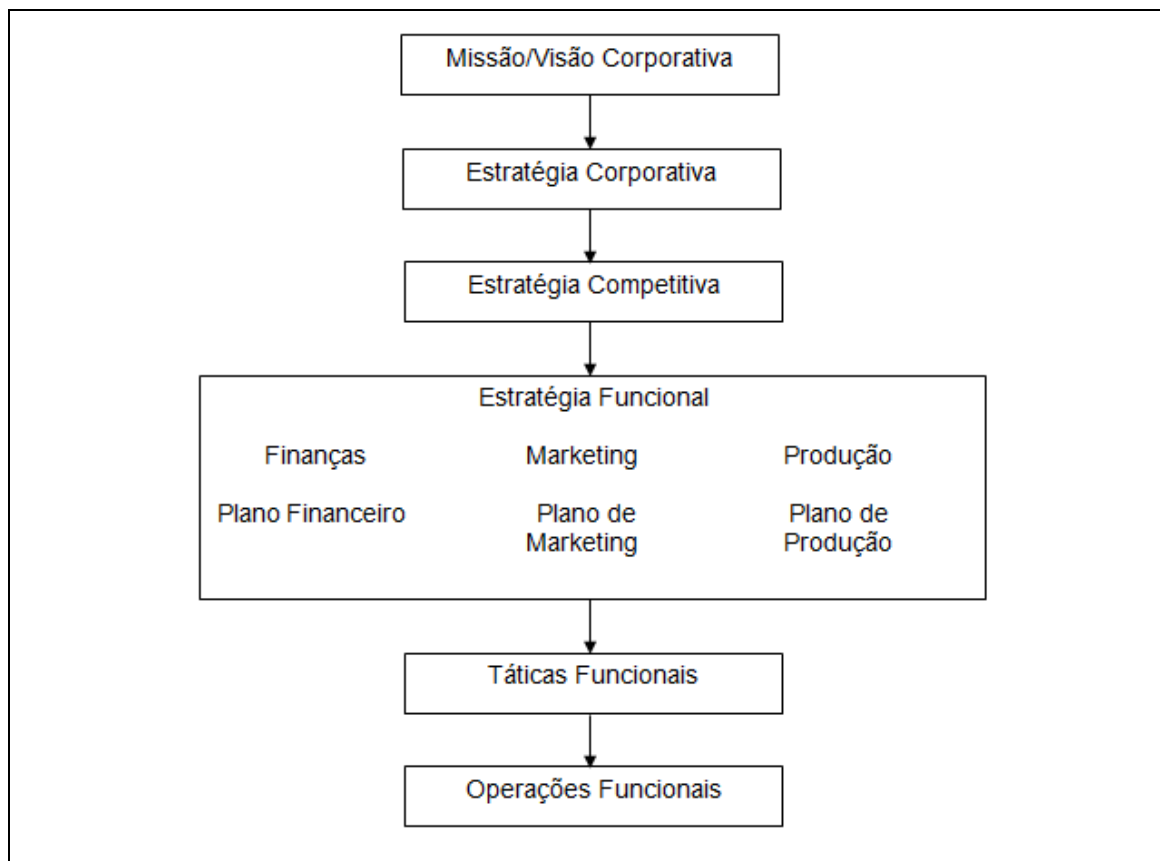 Missão/Visão Corporativa
Estratégia Corporativa
Estratégia Competitiva
Estratégia Funcional
Finanças Marketing Produção
Plano Financeiro Plano de Plano de
Marketing Produção
Táticas Funcionais
Operações Funcionais